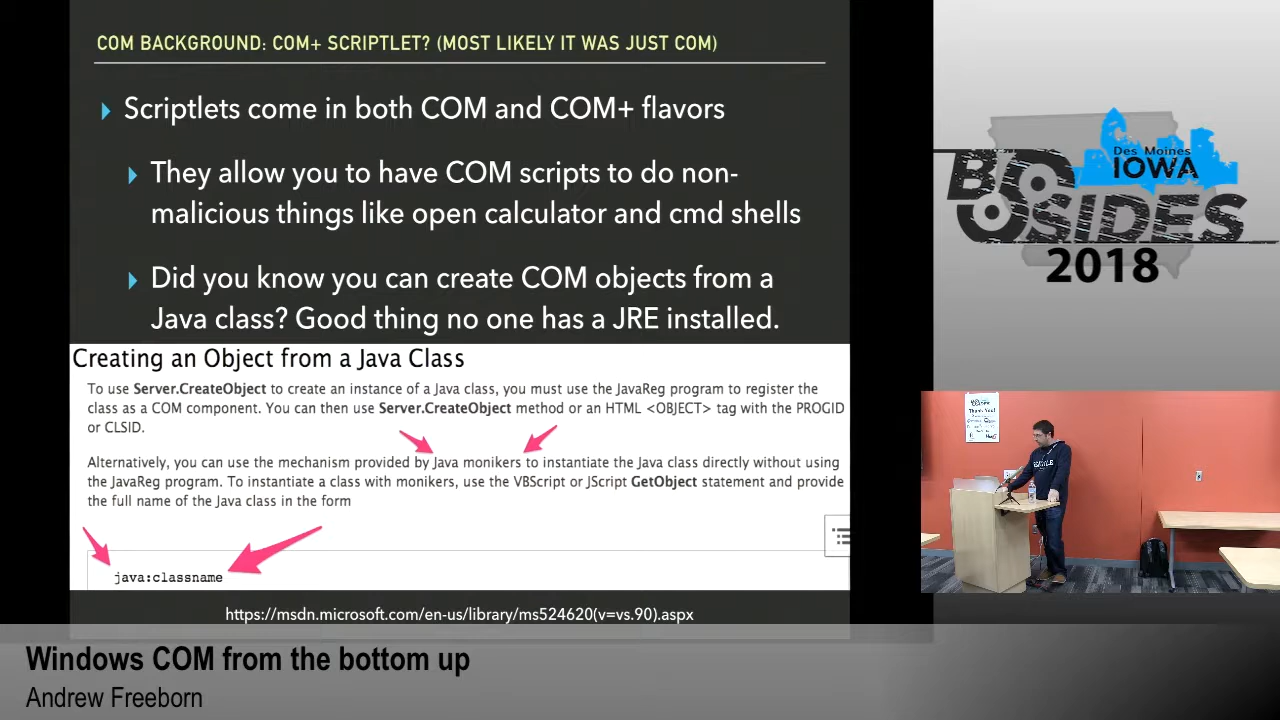 COM BACKGROUND: COM+ SCRIPTLET? (MOST LIKELY IT WAS JUST COM)
Scriptlets come in both COM and COM+ flavors
They allow you to have COM scripts to do non-
malicious things like open calculator and cmd shells
Did you know you can create COM objects from a
Java class? Good thing no one has a JRE installed.
Creating an Object from a Java Class
To use Server.CreateObject to create an instance of a Java class, you must use the JavaReg program to register the
class as a COM component. You can then use Server.CreateObject method or an HTML <OBJECT> tag with the PROGID
or CLSID.
Alternatively, you can use the mechanism provided by Java monikers to instantiate the Java class directly without using
the JavaReg program. To instantiate a class with monikers, use the VBScript or JScript GetObject statement and provide
the full name of the Java class in the form
java:classname
https://msdn.microsoft.com/en-us/library/ms524620(v=vs.90).aspx
Des Moines
IOWA
BSIDES
2018
Thank You!
Windows COM from the bottom up
Andrew Freeborn